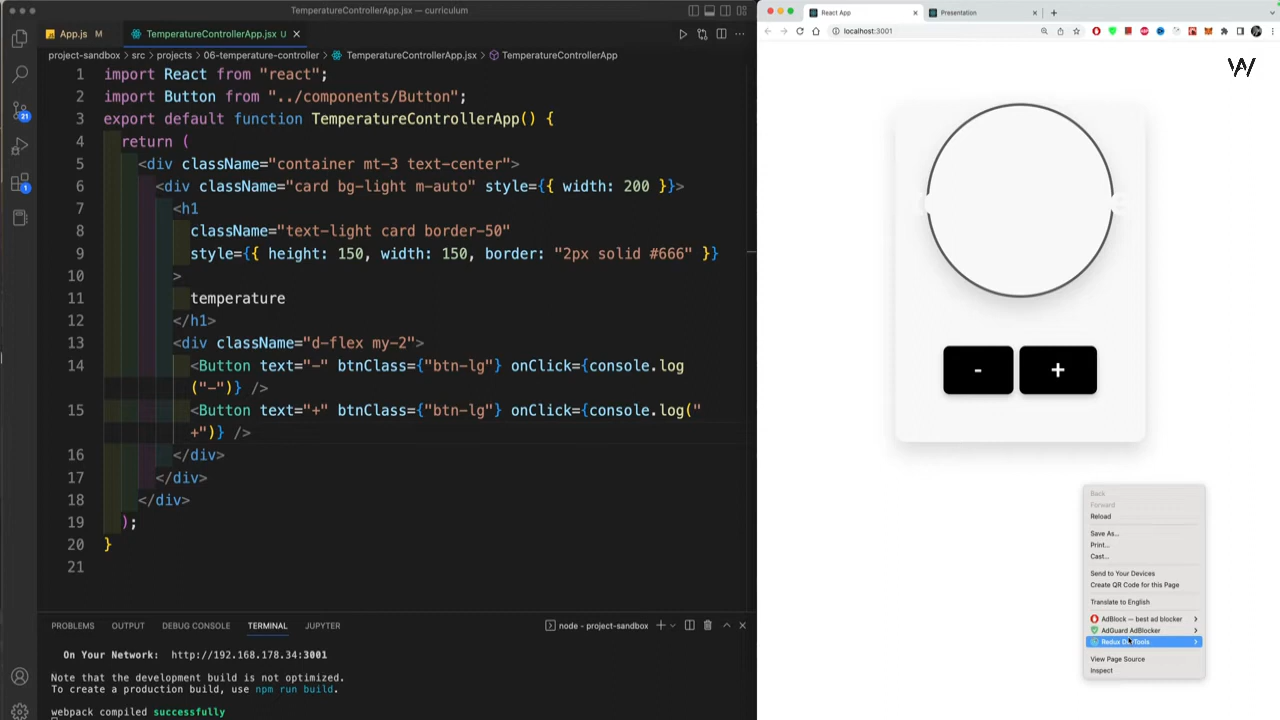 TemperatureControllerApp.jsx — curriculum
App.js M
TemperatureControllerApp.jsx U
project-sandbox > src > projects > 06-temperature-controller > TemperatureControllerApp.jsx > TemperatureControllerApp
1 import React from "react";
2 import Button from "../components/Button";
3 export default function TemperatureControllerApp() {
4 return (
5 <div className="container mt-3 text-center">
6 <div className="card bg-light m-auto" style={{ width: 200 }}>
7 <h1
8 className="text-light card border-50"
9 style={{ height: 150, width: 150, border: "2px solid #666" }}
10 >
11 temperature
12 </h1>
13 <div className="d-flex my-2">
14 <Button text="-" btnClass={"btn-lg"} onClick={console.log
("-")} />
15 <Button text="+" btnClass={"btn-lg"} onClick={console.log("
+")} />
16 </div>
17 </div>
18 </div>
19 );
20 }
21
21
1
PROBLEMS OUTPUT DEBUG CONSOLE TERMINAL JUPYTER
node - project-sandbox
On Your Network: http://192.168.178.34:3001
Note that the development build is not optimized.
To create a production build, use npm run build.
webpack compiled successfully
React App
Presentation
localhost:3001
W
- +
Back
Forward
Reload
Save As...
Print...
Cast...
Send to Your Devices
Create QR Code for this Page
Translate to English
AdBlock — best ad blocker
AdGuard AdBlocker
Redux DevTools
View Page Source
Inspect